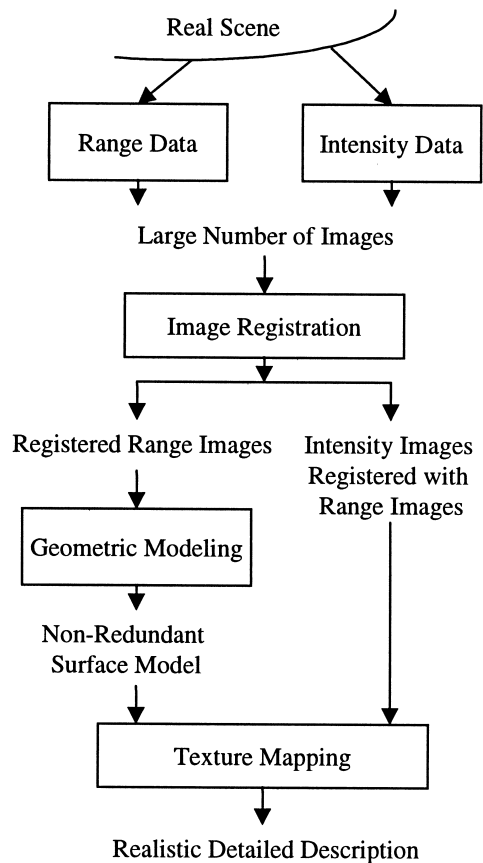 Real Scene
Range Data
Intensity Data
Large Number of Images
Image Registration
Registered Range Images
Intensity Images
Registered with
Range Images
Geometric Modeling
Non-Redundant
Surface Model
Texture Mapping
Realistic Detailed Description